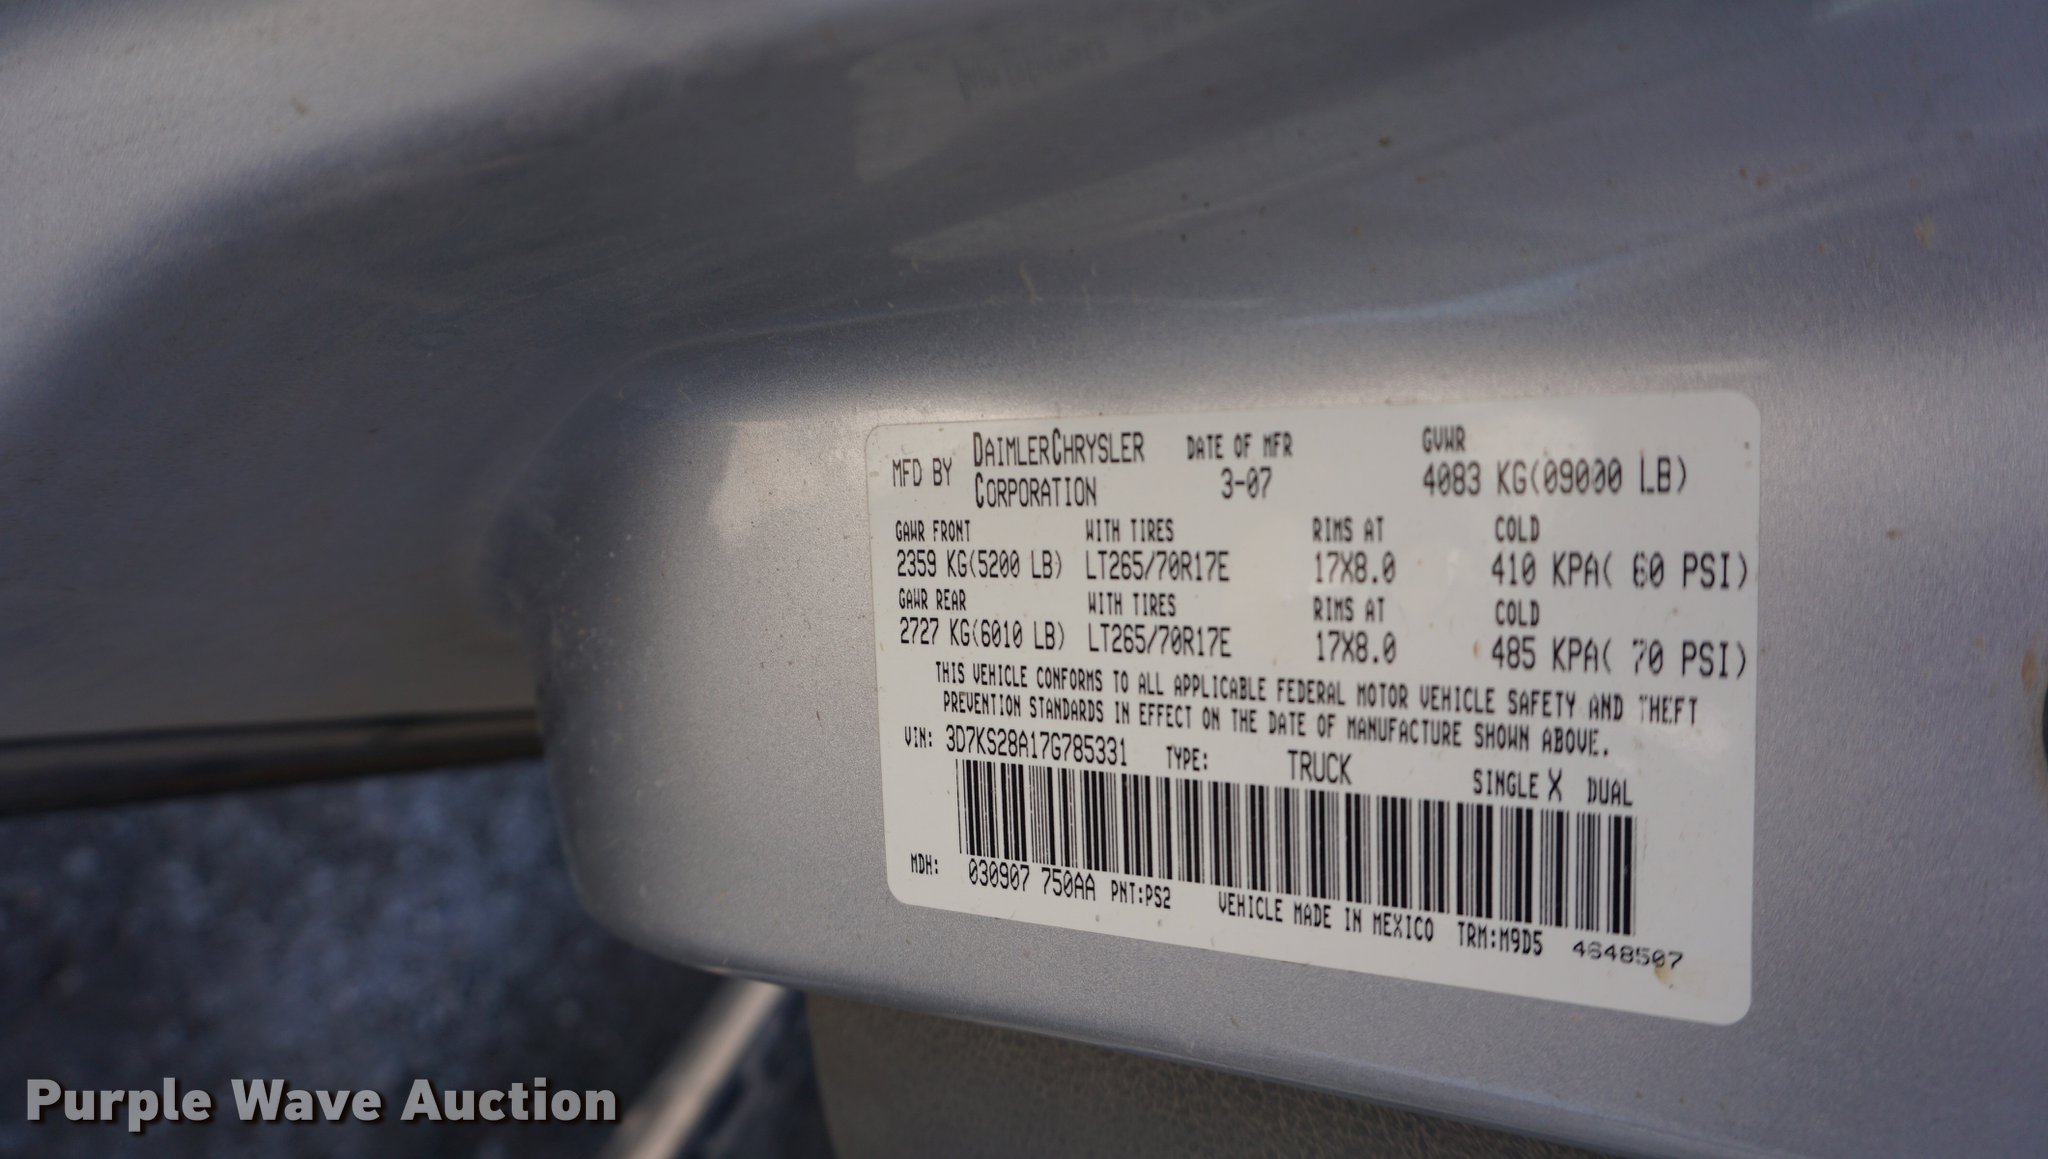 MFD BY DAIMLERCHRYSLER CORPORATION DATE OF MFR 3-07 GVWR 4083 KG(09000 LB)
GAWR FRONT WITH TIRES RIMS AT COLD
2359 KG(5200 LB) LT265/70R17E 17X8.0 410 KPA( 60 PSI)
GAWR REAR WITH TIRES RIMS AT COLD
2727 KG(6010 LB) LT265/70R17E 17X8.0 485 KPA( 70 PSI)
THIS VEHICLE CONFORMS TO ALL APPLICABLE FEDERAL MOTOR VEHICLE SAFETY AND THEFT
PREVENTION STANDARDS IN EFFECT ON THE DATE OF MANUFACTURE SHOWN ABOVE.
VIN: 3D7KS28A17G785331 TYPE: TRUCK SINGLE X DUAL
MDH: 030907 750AA PNT:PS2 VEHICLE MADE IN MEXICO TRM:M9D5 4648507
Purple Wave Auction